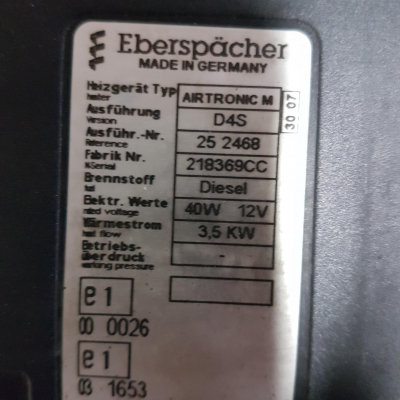 Eberspächer
MADE IN GERMANY
Heizgerät Typ AIRTRONIC M
heater
30 07
Ausführung D4S
Version
Ausführ.-Nr. 25 2468
Reference
Fabrik Nr. 218369CC
N.Serial
Brennstoff Diesel
Elektr. Werte 40W 12V
rated voltage
Wärmestrom 3,5 KW
heat flow
Betriebs- -
überdruck
working pressure
e1
00 0026
e1
03 1653